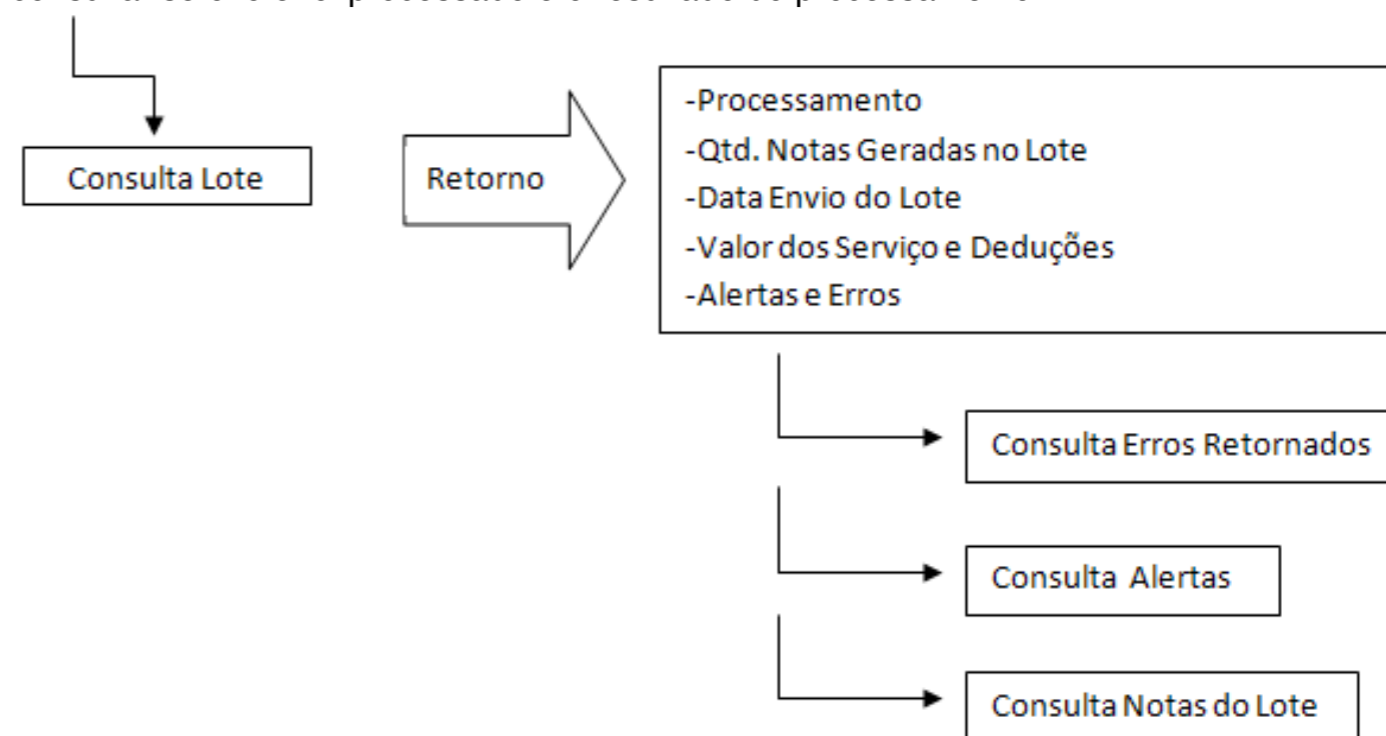 Consulta Lote
Retorno
-Processamento
-Qtd. Notas Geradas no Lote
-Data Envio do Lote
-Valor dos Serviço e Deduções
-Alertas e Erros
Consulta Erros Retornados
Consulta Alertas
Consulta Notas do Lote